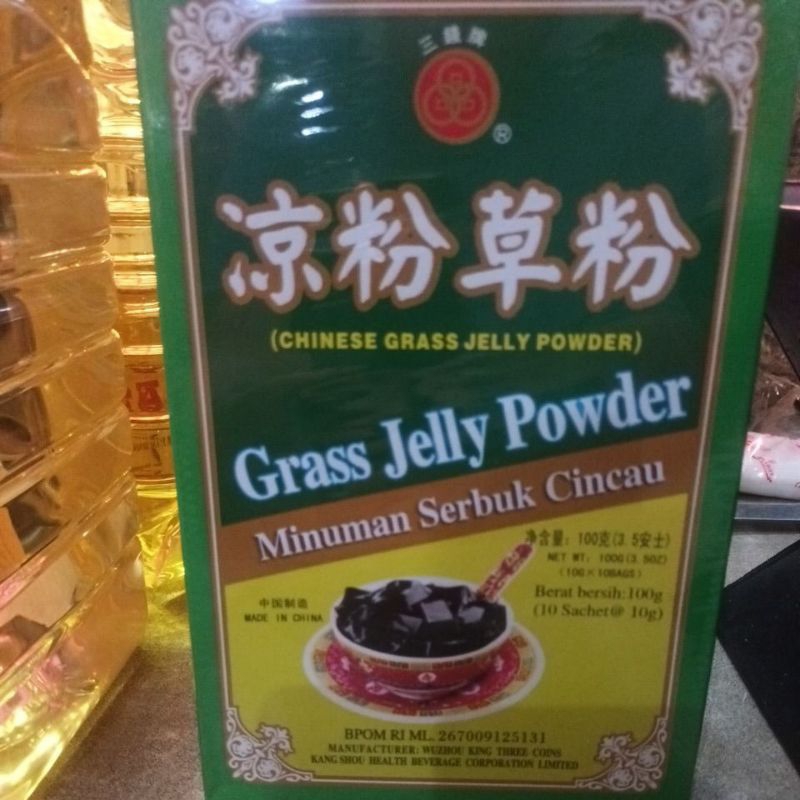 三錢牌
®
凉粉草粉
(CHINESE GRASS JELLY POWDER)
Grass Jelly Powder
Minuman Serbuk Cincau
净含量: 100克(3.5安士)
NET WT: 100G(3.5OZ)
(10G×10BAGS)
Berat bersih:100g
(10 Sachet@ 10g)
中国制造
MADE IN CHINA
BPOM RI ML. 267009125131
MANUFACTURER: WUZHOU KING THREE COINS
KANG SHOU HEALTH BEVERAGE CORPORATION LIMITED